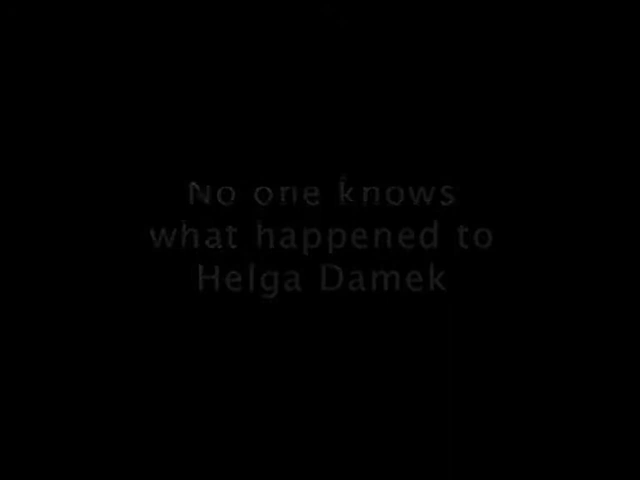 No one knows
what happened to
Helga Damek